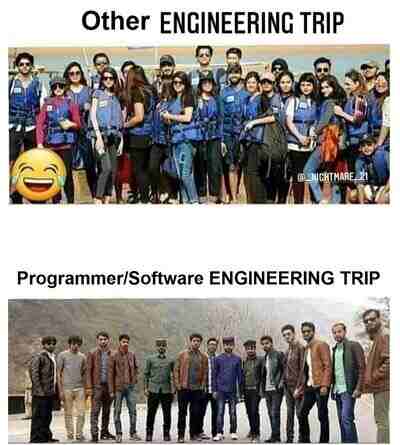 Other ENGINEERING TRIP
@_NIGHTMARE_21
Programmer/Software ENGINEERING TRIP